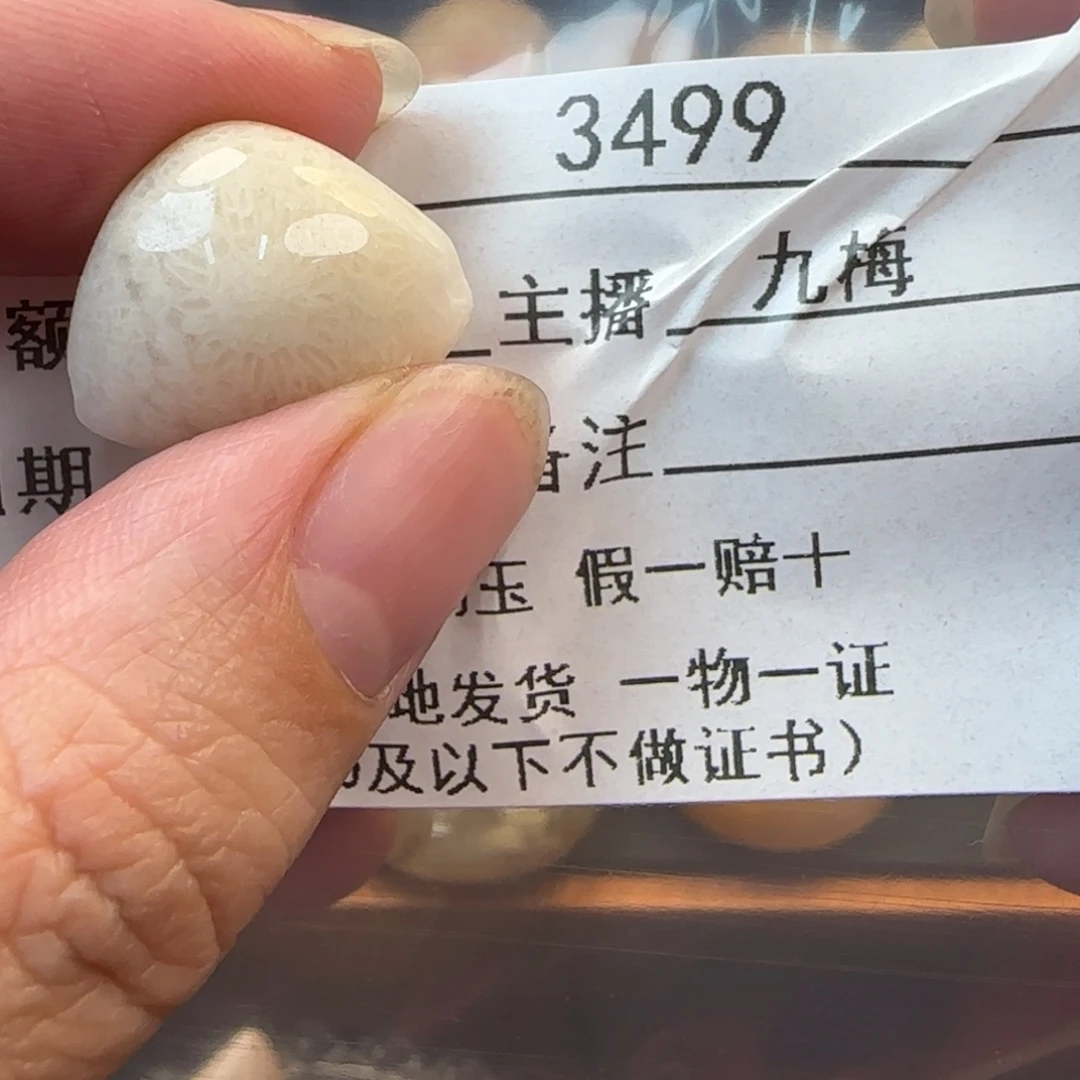 3499
额 主播 九梅
期 备注
玉 假一赔十
地发货 一物一证
及以下不做证书）